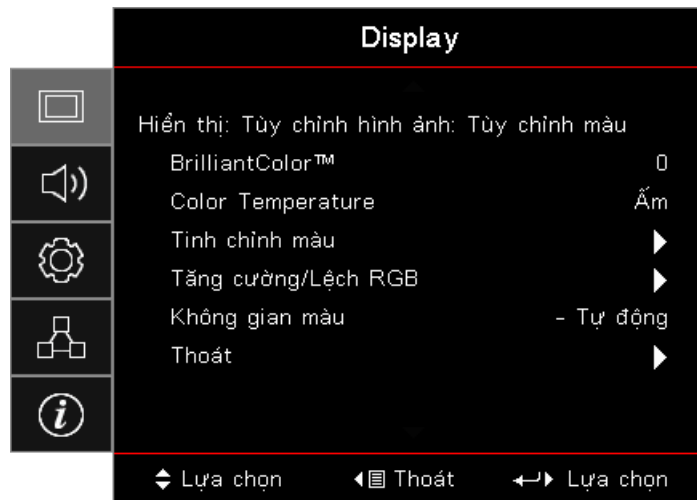 Display
Hiển thị: Tùy chỉnh hình ảnh: Tùy chỉnh màu
BrilliantColor™ 0
Color Temperature Ấm
Tinh chỉnh màu
Tăng cường/Lệch RGB
Không gian màu - Tự động
Thoát
Lựa chọn Thoát Lựa chọn